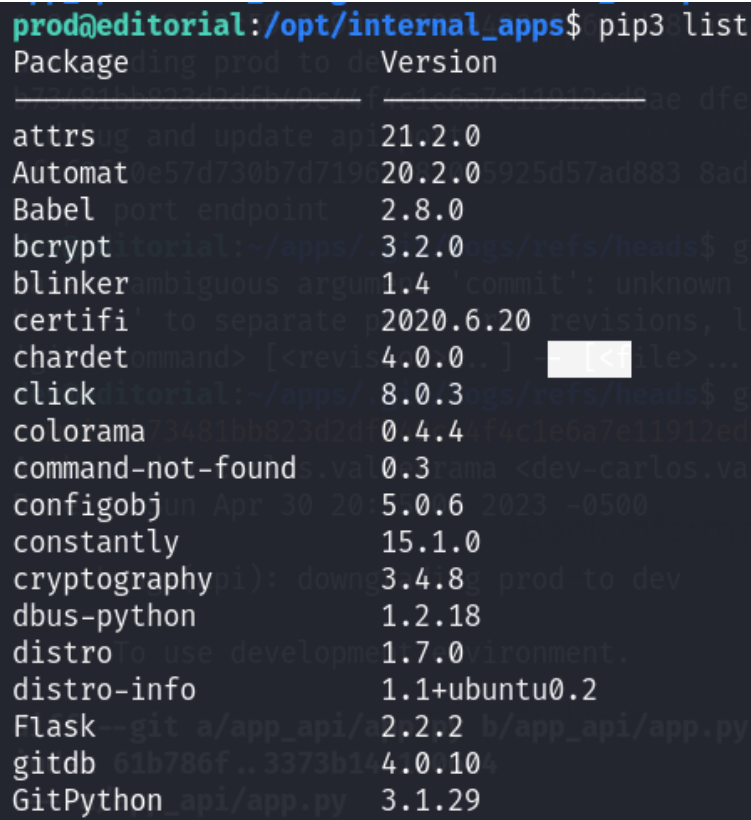 prod@editorial:/opt/internal_apps$ pip3 list
Package Version
attrs 21.2.0
Automat 20.2.0
Babel 2.8.0
bcrypt 3.2.0
blinker 1.4
certifi 2020.6.20
chardet 4.0.0
click 8.0.3
colorama 0.4.4
command-not-found 0.3
configobj 5.0.6
constantly 15.1.0
cryptography 3.4.8
dbus-python 1.2.18
distro 1.7.0
distro-info 1.1+ubuntu0.2
Flask 2.2.2
gitdb 4.0.10
GitPython 3.1.29